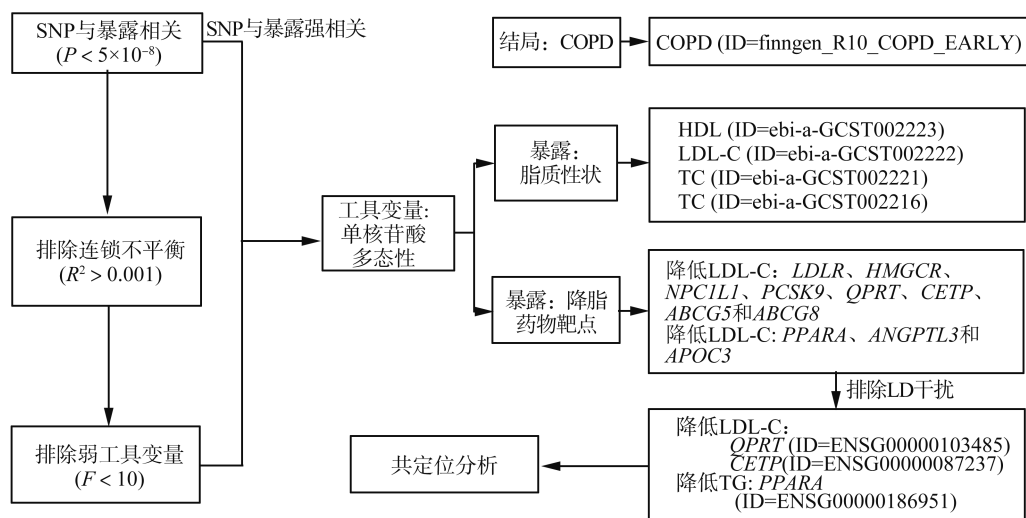 SNP与暴露相关
(P < 5×10⁻⁸)
SNP与暴露强相关
排除连锁不平衡
(R² > 0.001)
排除弱工具变量
(F < 10)
工具变量:
单核苷酸
多态性
结局：COPD
COPD (ID=finngen_R10_COPD_EARLY)
暴露：
脂质性状
HDL (ID=ebi-a-GCST002223)
LDL-C (ID=ebi-a-GCST002222)
TC (ID=ebi-a-GCST002221)
TC (ID=ebi-a-GCST002216)
暴露：降脂
药物靶点
降低LDL-C：LDLR、HMGCR、
NPC1L1、PCSK9、QPRT、CETP、
ABCG5和ABCG8
降低LDL-C: PPARA、ANGPTL3和
APOC3
排除LD干扰
降低LDL-C：
QPRT (ID=ENSG00000103485)
CETP(ID=ENSG00000087237)
降低TG: PPARA
(ID=ENSG00000186951)
共定位分析